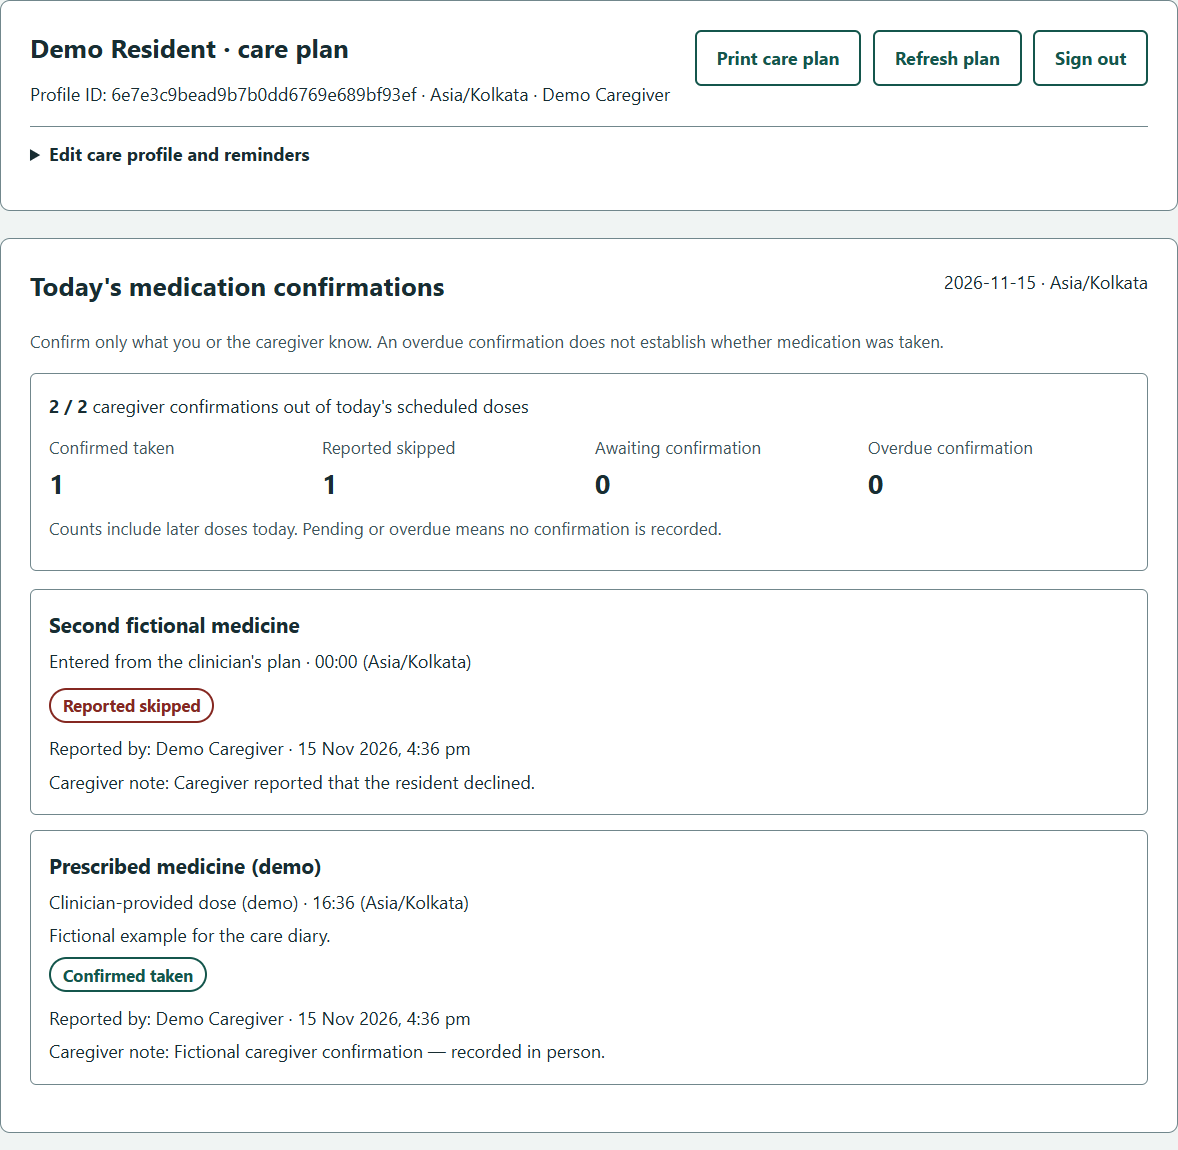 Demo Resident · care plan
Print care plan
Refresh plan
Sign out
Profile ID: 6e7e3c9bead9b7b0dd6769e689bf93ef · Asia/Kolkata · Demo Caregiver
Edit care profile and reminders
Today's medication confirmations
2026-11-15 · Asia/Kolkata
Confirm only what you or the caregiver know. An overdue confirmation does not establish whether medication was taken.
2 / 2 caregiver confirmations out of today's scheduled doses
Confirmed taken
Reported skipped
Awaiting confirmation
Overdue confirmation
1
1
0
0
Counts include later doses today. Pending or overdue means no confirmation is recorded.
Second fictional medicine
Entered from the clinician's plan · 00:00 (Asia/Kolkata)
Reported skipped
Reported by: Demo Caregiver · 15 Nov 2026, 4:36 pm
Caregiver note: Caregiver reported that the resident declined.
Prescribed medicine (demo)
Clinician-provided dose (demo) · 16:36 (Asia/Kolkata)
Fictional example for the care diary.
Confirmed taken
Reported by: Demo Caregiver · 15 Nov 2026, 4:36 pm
Caregiver note: Fictional caregiver confirmation — recorded in person.